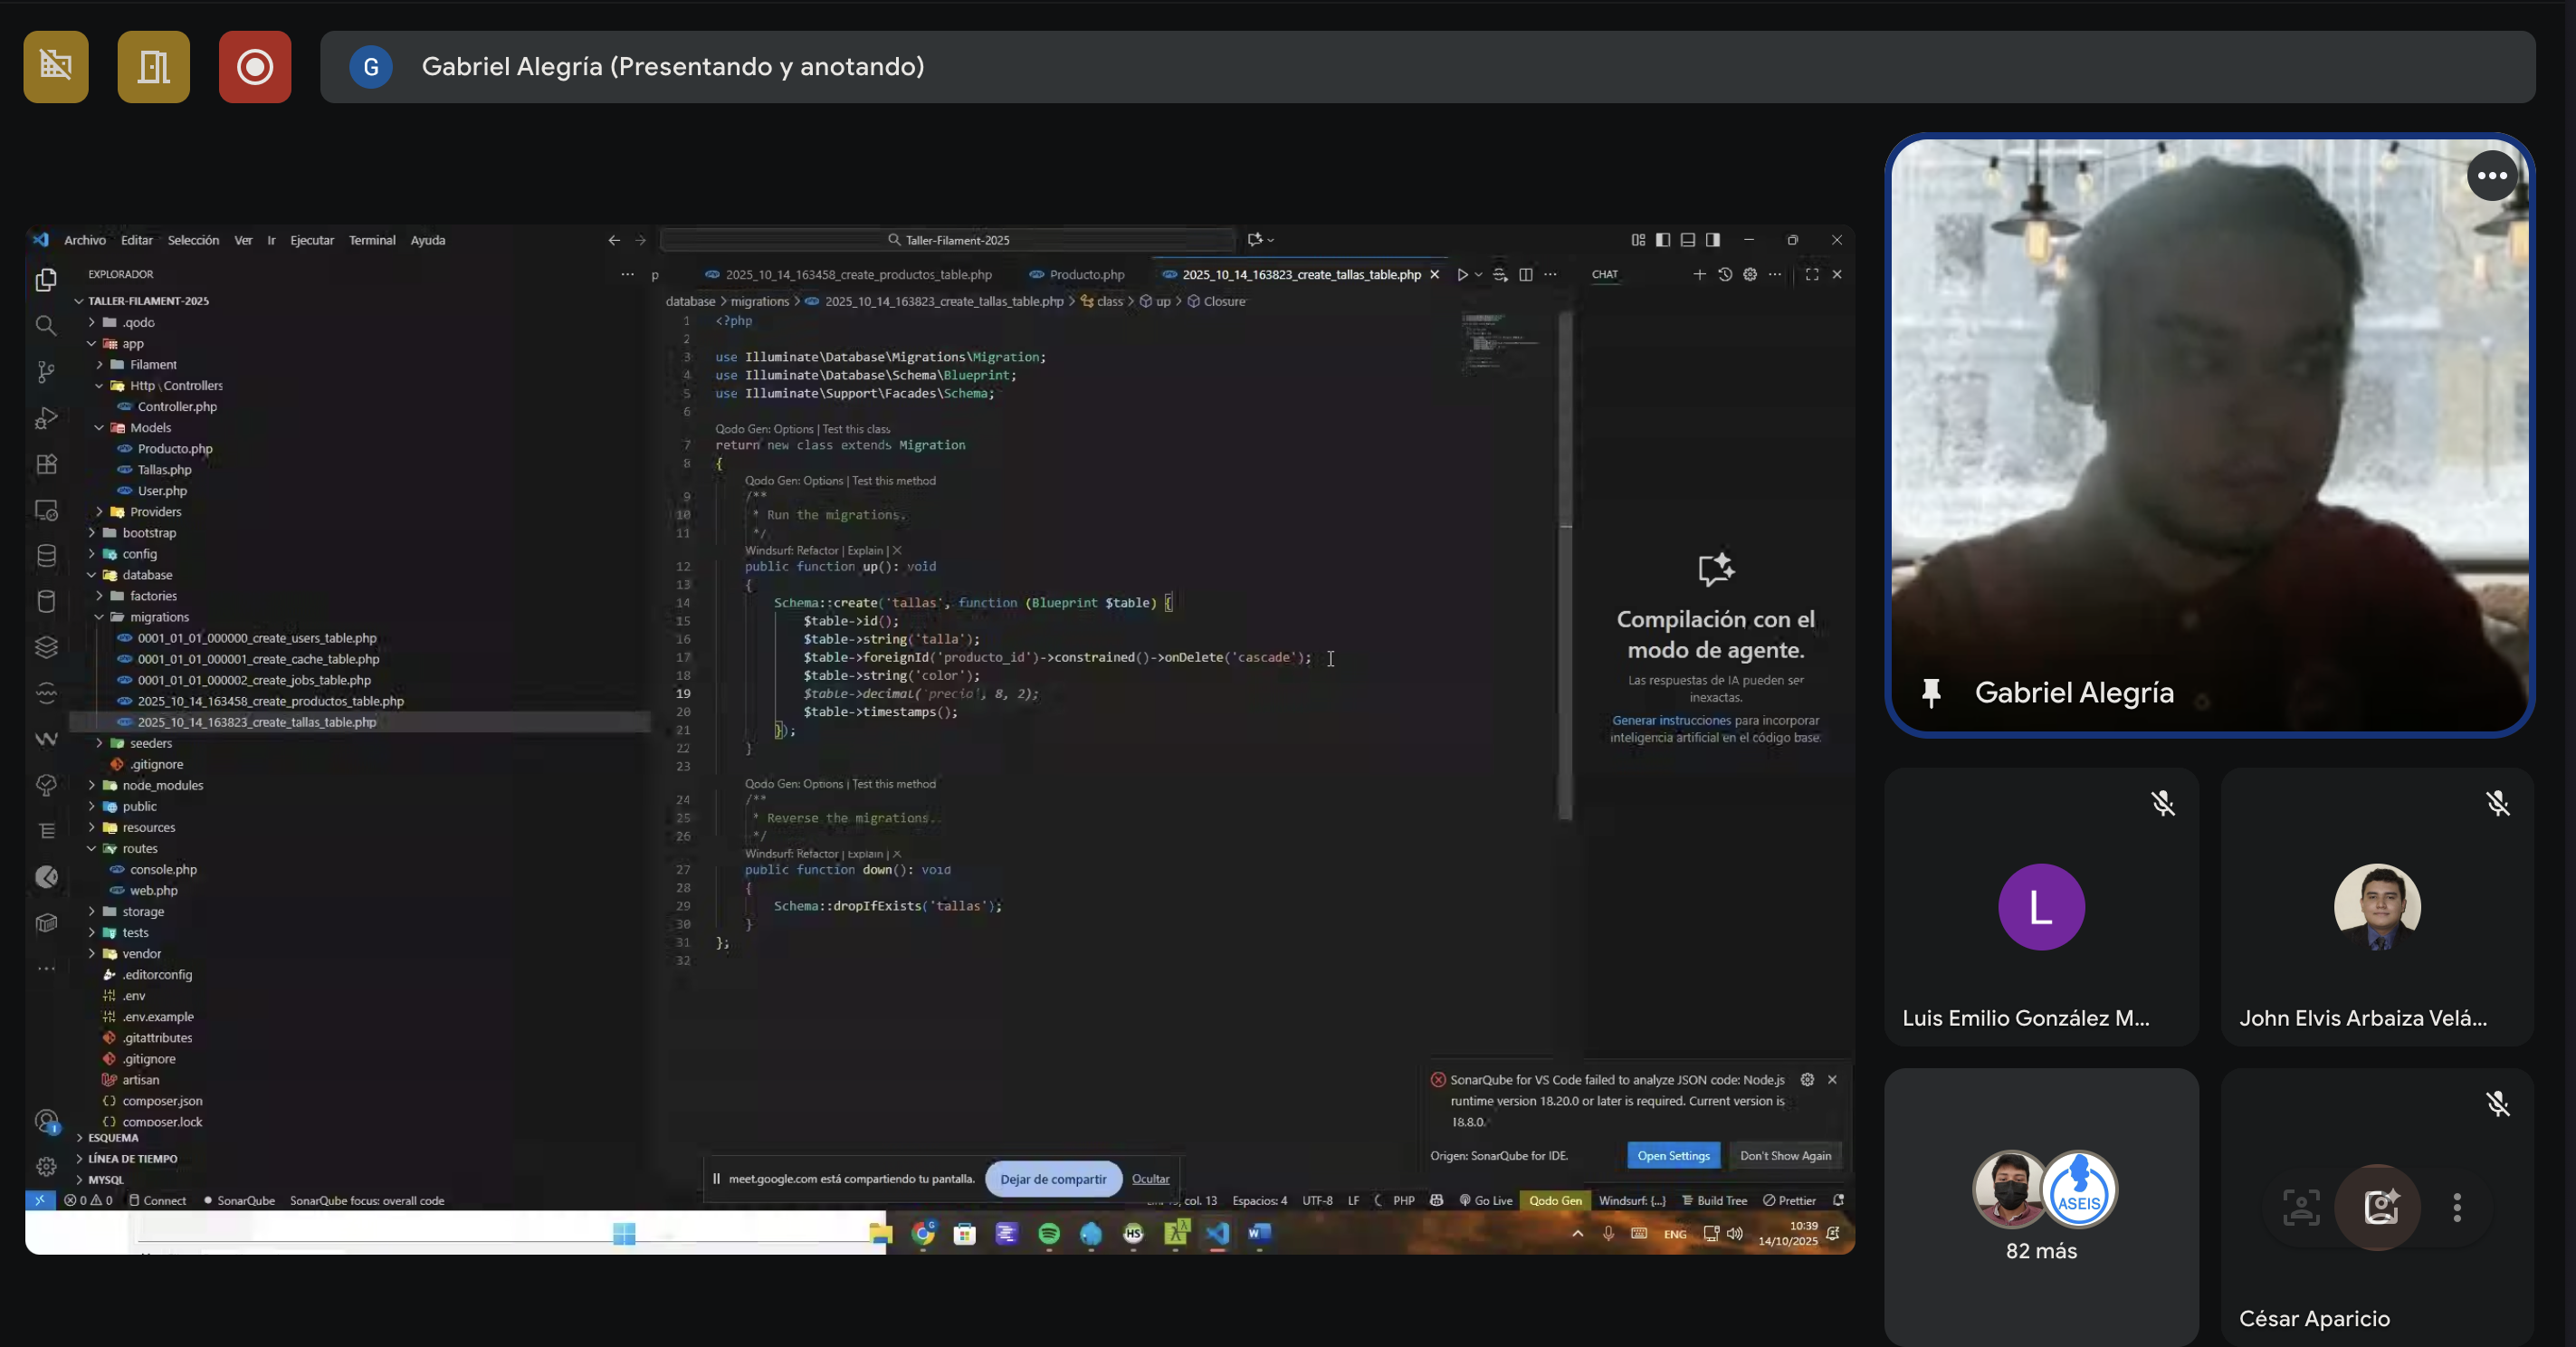 G Gabriel Alegría (Presentando y anotando)
Archivo Editar Selección Ver Ir Ejecutar Terminal Ayuda
Taller-Filament-2025
EXPLORADOR
TALLER-FILAMENT-2025
.qodo
app
Filament
Http \ Controllers
Controller.php
Models
Producto.php
Tallas.php
User.php
Providers
bootstrap
config
database
factories
migrations
0001_01_01_000000_create_users_table.php
0001_01_01_000001_create_cache_table.php
0001_01_01_000002_create_jobs_table.php
2025_10_14_163458_create_productos_table.php
2025_10_14_163823_create_tallas_table.php
seeders
.gitignore
node_modules
public
resources
routes
console.php
web.php
storage
tests
vendor
.editorconfig
.env
.env.example
.gitattributes
.gitignore
artisan
composer.json
composer.lock
ESQUEMA
LÍNEA DE TIEMPO
MYSQL
p 2025_10_14_163458_create_productos_table.php Producto.php 2025_10_14_163823_create_tallas_table.php
database > migrations > 2025_10_14_163823_create_tallas_table.php > class > up > Closure
1 <?php
2
3 use Illuminate\Database\Migrations\Migration;
4 use Illuminate\Database\Schema\Blueprint;
5 use Illuminate\Support\Facades\Schema;
6
Qodo Gen: Options | Test this class
7 return new class extends Migration
8 {
Qodo Gen: Options | Test this method
9 /**
10 * Run the migrations.
11 */
Windsurf: Refactor | Explain | X
12 public function up(): void
13 {
14 Schema::create('tallas', function (Blueprint $table) {
15 $table->id();
16 $table->string('talla');
17 $table->foreignId('producto_id')->constrained()->onDelete('cascade');
18 $table->string('color');
19 $table->decimal('precio', 8, 2);
20 $table->timestamps();
21 });
22 }
23
Qodo Gen: Options | Test this method
24 /**
25 * Reverse the migrations.
26 */
Windsurf: Refactor | Explain | X
27 public function down(): void
28 {
29 Schema::dropIfExists('tallas');
30 }
31 };
32
CHAT
Compilación con el
modo de agente.
Las respuestas de IA pueden ser
inexactas.
Generar instrucciones para incorporar
inteligencia artificial en el código base.
SonarQube for VS Code failed to analyze JSON code: Node.js
runtime version 18.20.0 or later is required. Current version is
18.8.0.
Origen: SonarQube for IDE.
Open Settings
Don't Show Again
meet.google.com está compartiendo tu pantalla. Dejar de compartir Ocultar
0 0 Connect SonarQube SonarQube focus: overall code
col. 13 Espacios: 4 UTF-8 LF PHP Go Live Qodo Gen Windsurf: {...} Build Tree Prettier
1
HS
ENG
10:39
14/10/2025
Gabriel Alegría
L
Luis Emilio González M...
John Elvis Arbaiza Velá...
ASEIS
82 más
César Aparicio